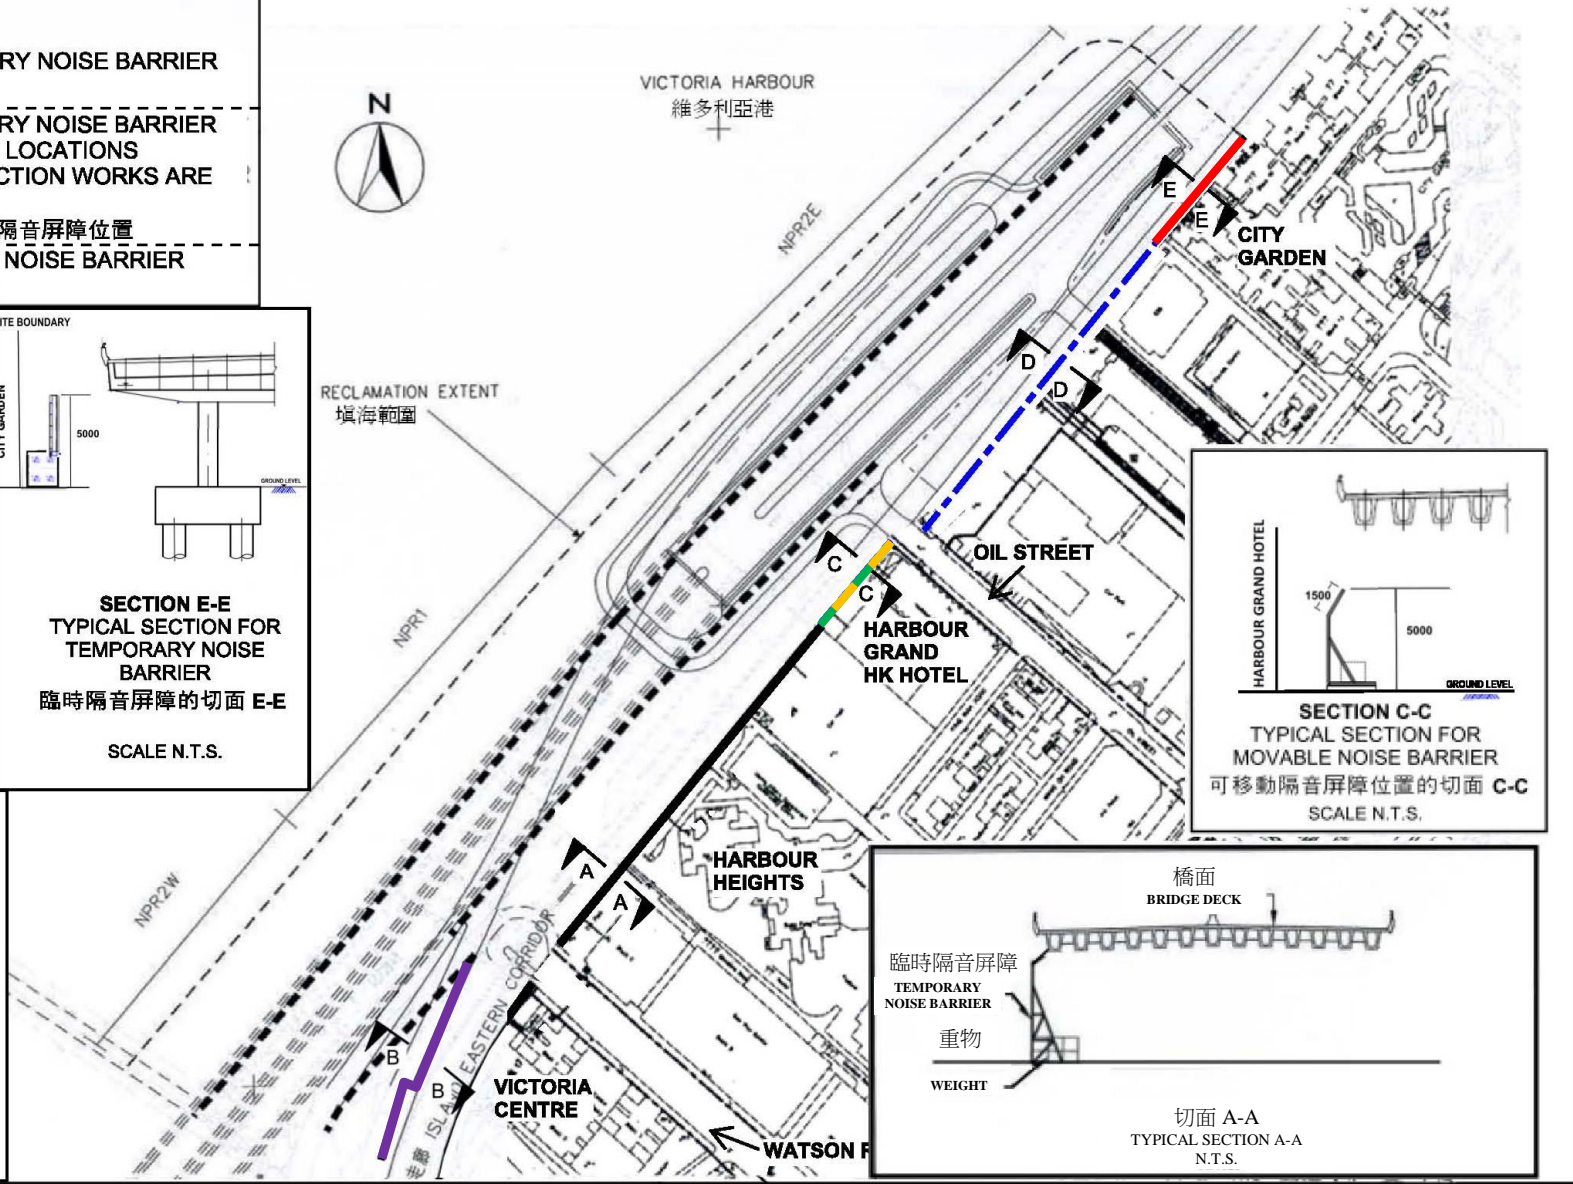 RY NOISE BARRIER
RY NOISE BARRIER
LOCATIONS
CTION WORKS ARE
隔音屏障位置
NOISE BARRIER
N
VICTORIA HARBOUR
維多利亞港
NPR2E
E
E
CITY
GARDEN
D
D
RECLAMATION EXTENT
填海範圍
NPR1
C
C
OIL STREET
HARBOUR
GRAND
HK HOTEL
HARBOUR
HEIGHTS
A
A
NPR2W
B
B
EASTERN CORRIDOR
走廊
VICTORIA
CENTRE
WATSON
ITE BOUNDARY
CITY GARDEN
5000
GROUND LEVEL
SECTION E-E
TYPICAL SECTION FOR
TEMPORARY NOISE
BARRIER
臨時隔音屏障的切面 E-E
SCALE N.T.S.
HARBOUR GRAND HOTEL
1500
5000
GROUND LEVEL
SECTION C-C
TYPICAL SECTION FOR
MOVABLE NOISE BARRIER
可移動隔音屏障位置的切面 C-C
SCALE N.T.S.
橋面
BRIDGE DECK
臨時隔音屏障
TEMPORARY
NOISE BARRIER
重物
WEIGHT
切面 A-A
TYPICAL SECTION A-A
N.T.S.